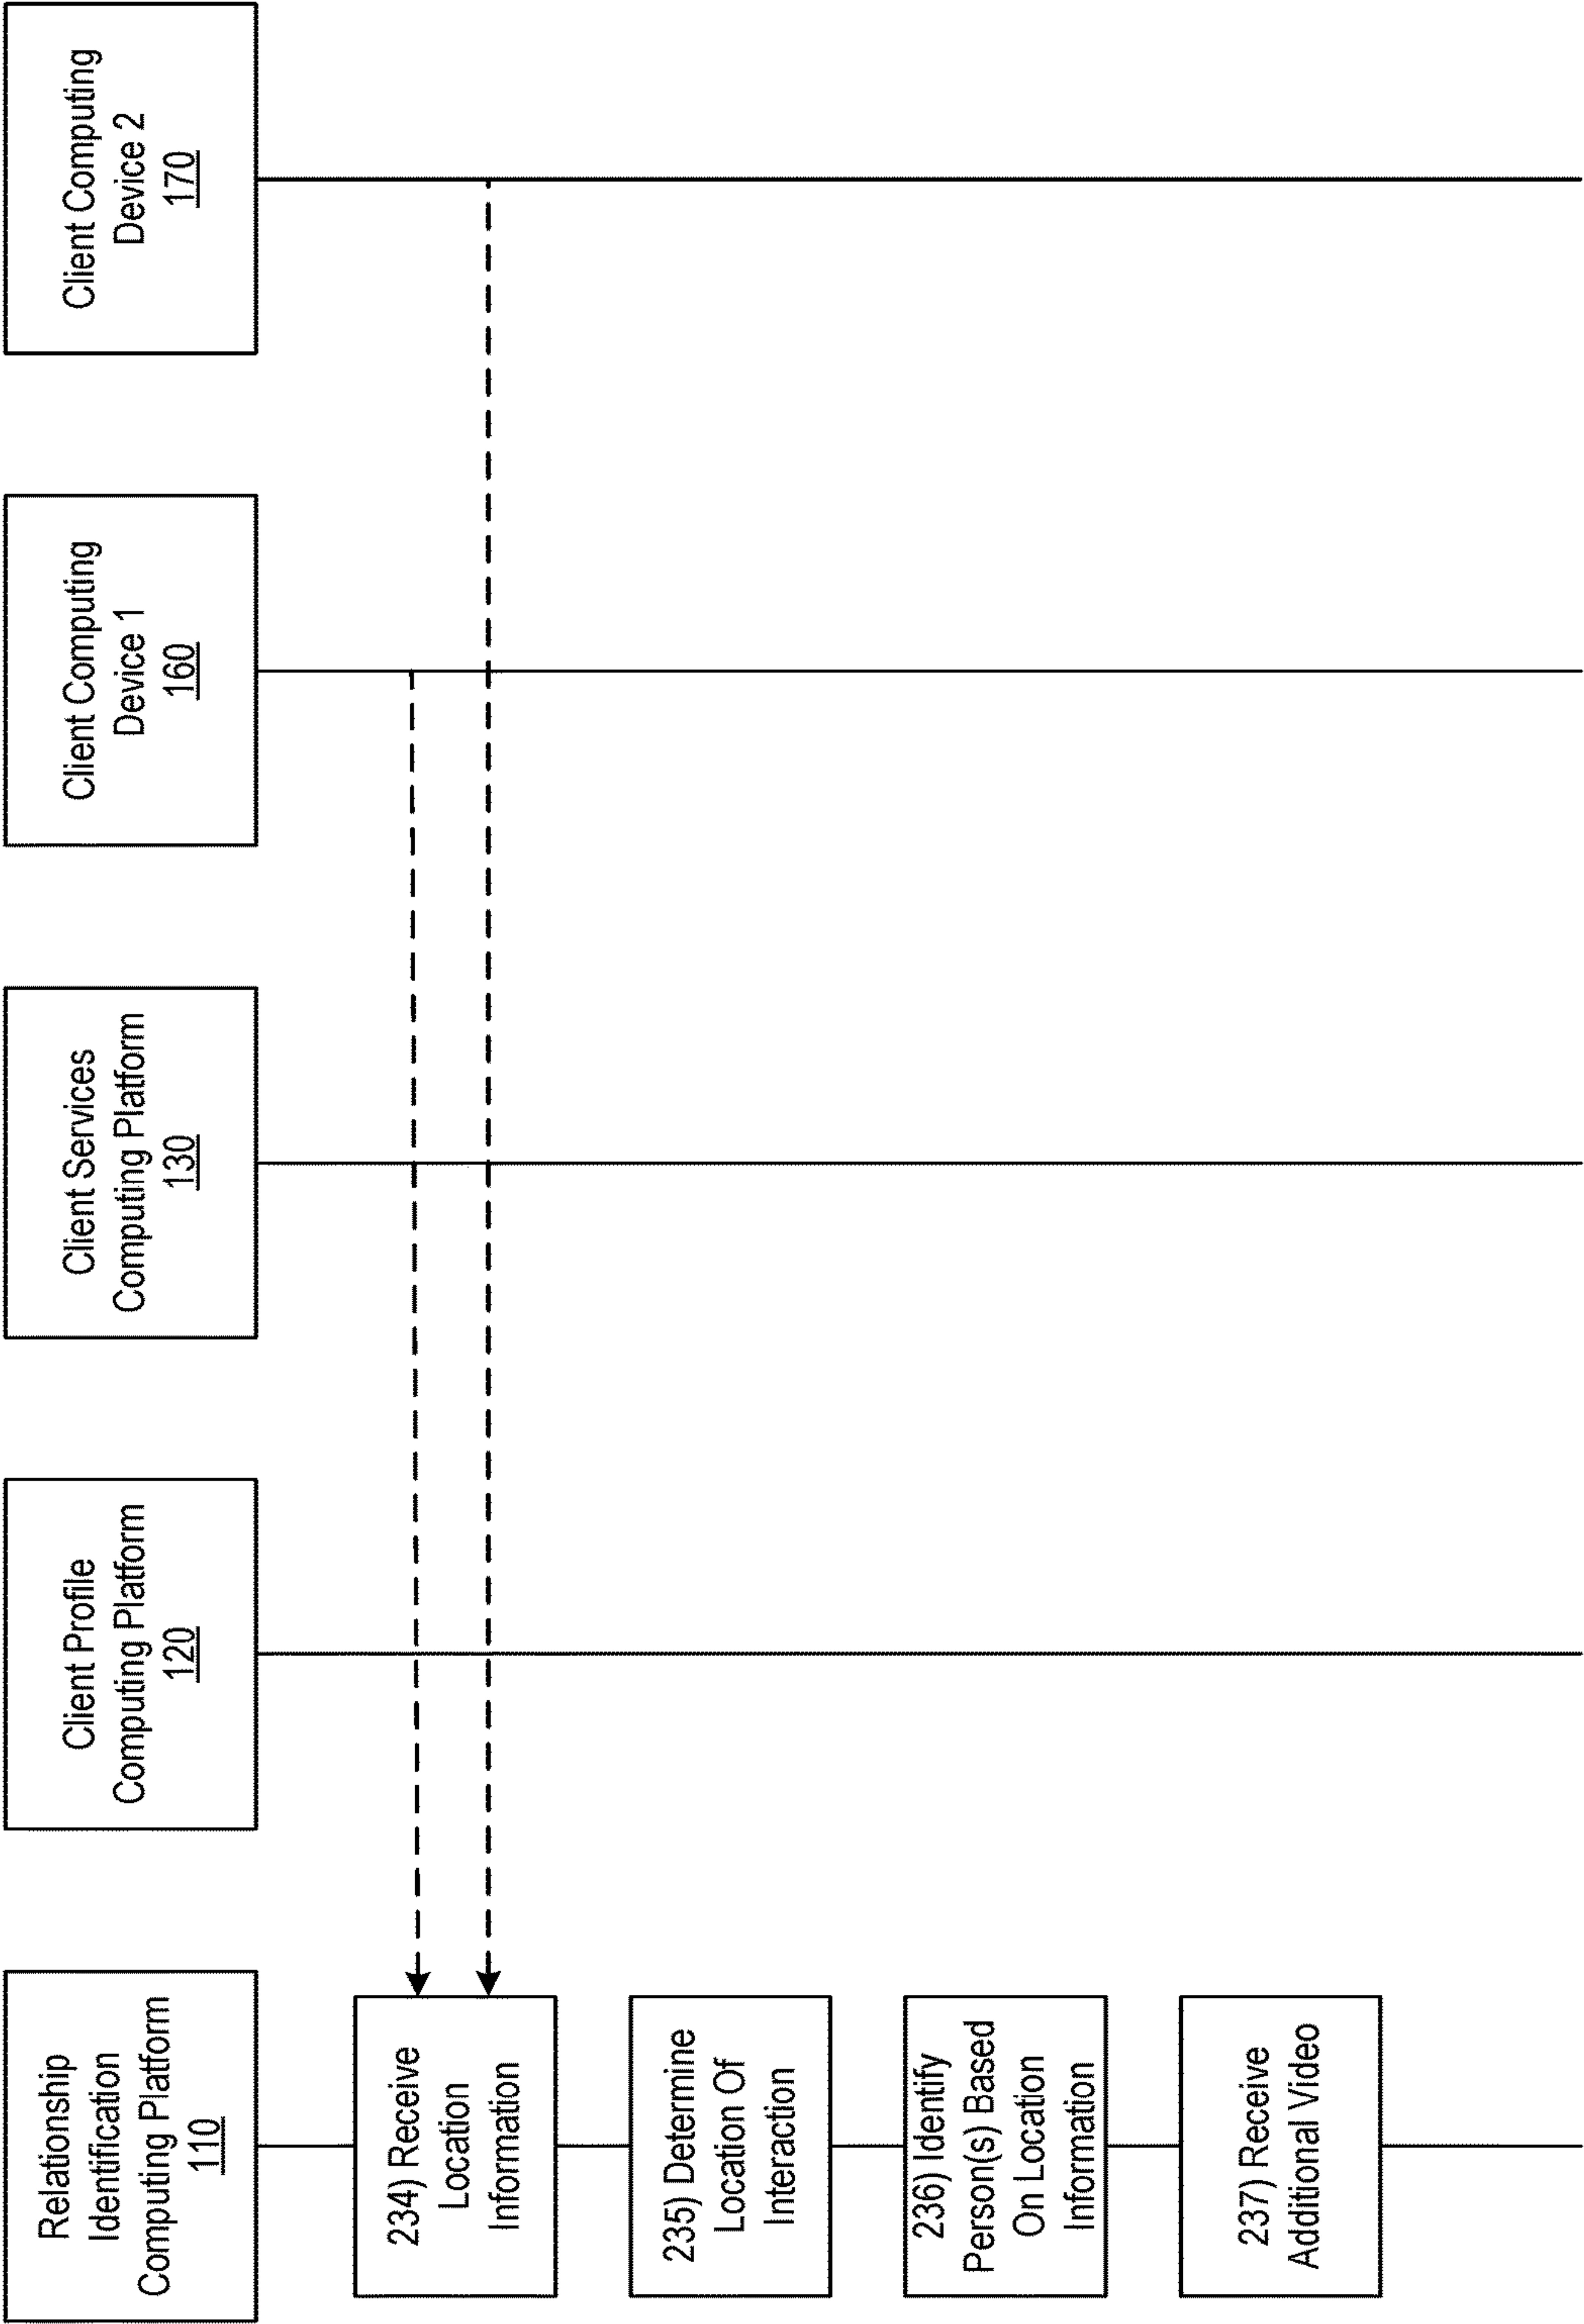 Relationship
Identification
Computing Platform
110
Client Profile
Computing Platform
120
Client Services
Computing Platform
130
Client Computing
Device 1
160
Client Computing
Device 2
170
234) Receive
Location
Information
235) Determine
Location Of
Interaction
236) Identify
Person(s) Based
On Location
Information
237) Receive
Additional Video